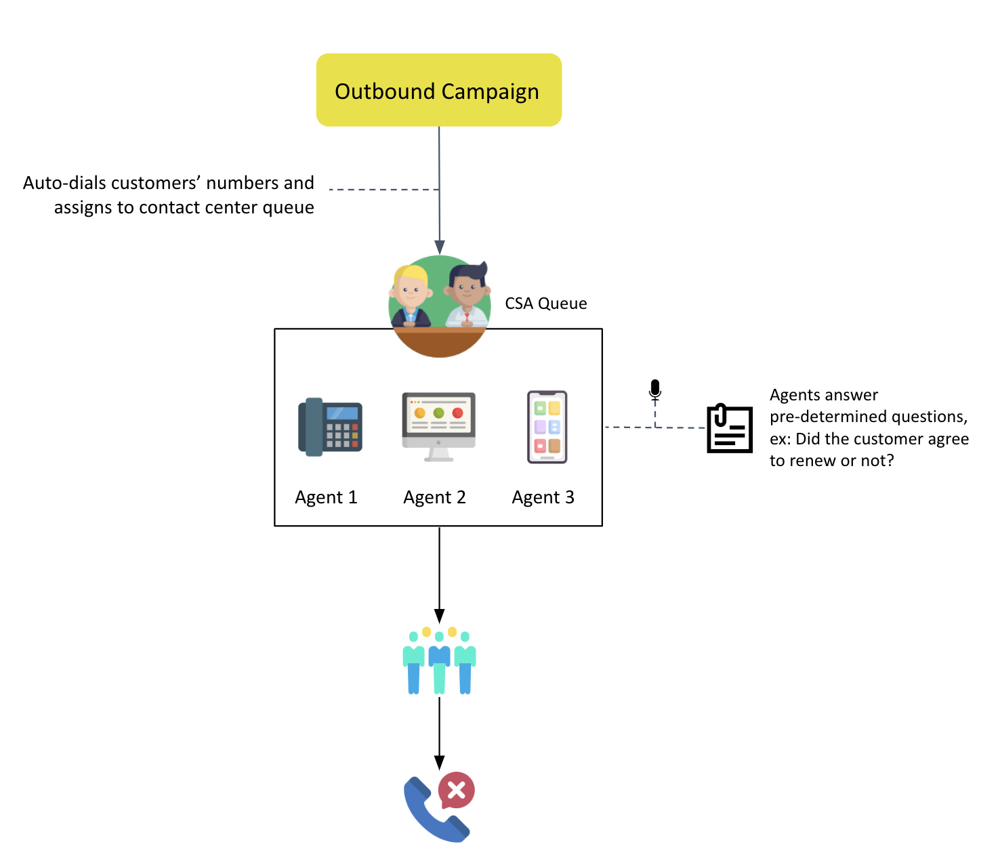 Outbound Campaign
Auto-dials customers’ numbers and
assigns to contact center queue
CSA Queue
Agent 1
Agent 2
Agent 3
Agents answer
pre-determined questions,
ex: Did the customer agree
to renew or not?